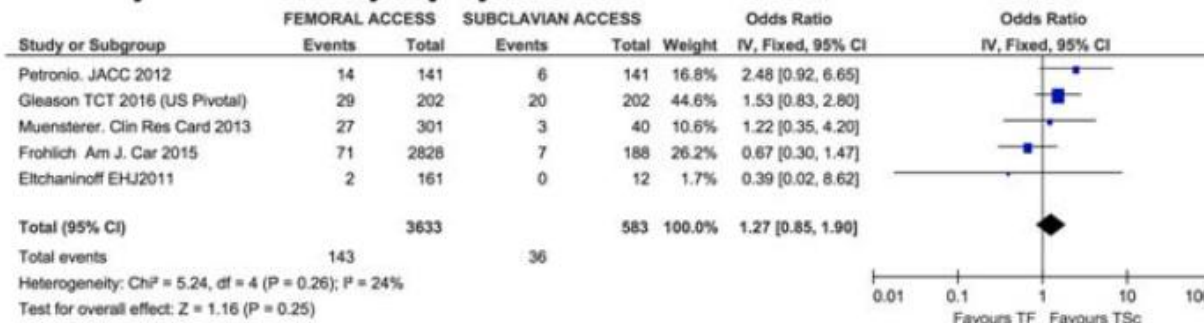 FEMORAL ACCESS SUBCLAVIAN ACCESS Odds Ratio Odds Ratio
Study or Subgroup Events Total Events Total Weight IV, Fixed, 95% CI IV, Fixed, 95% CI
Petronio. JACC 2012 14 141 6 141 16.8% 2.48 [0.92, 6.65]
Gleason TCT 2016 (US Pivotal) 29 202 20 202 44.6% 1.53 [0.83, 2.80]
Muensterer. Clin Res Card 2013 27 301 3 40 10.6% 1.22 [0.35, 4.20]
Frohlich Am J. Car 2015 71 2828 7 188 26.2% 0.67 [0.30, 1.47]
Eltchaninoff EHJ2011 2 161 0 12 1.7% 0.39 [0.02, 8.62]
Total (95% CI) 3633 583 100.0% 1.27 [0.85, 1.90]
Total events 143 36
Heterogeneity: Chi² = 5.24, df = 4 (P = 0.26); I² = 24%
Test for overall effect: Z = 1.16 (P = 0.25)
0.01 0.1 1 10 100
Favours TF Favours TSc